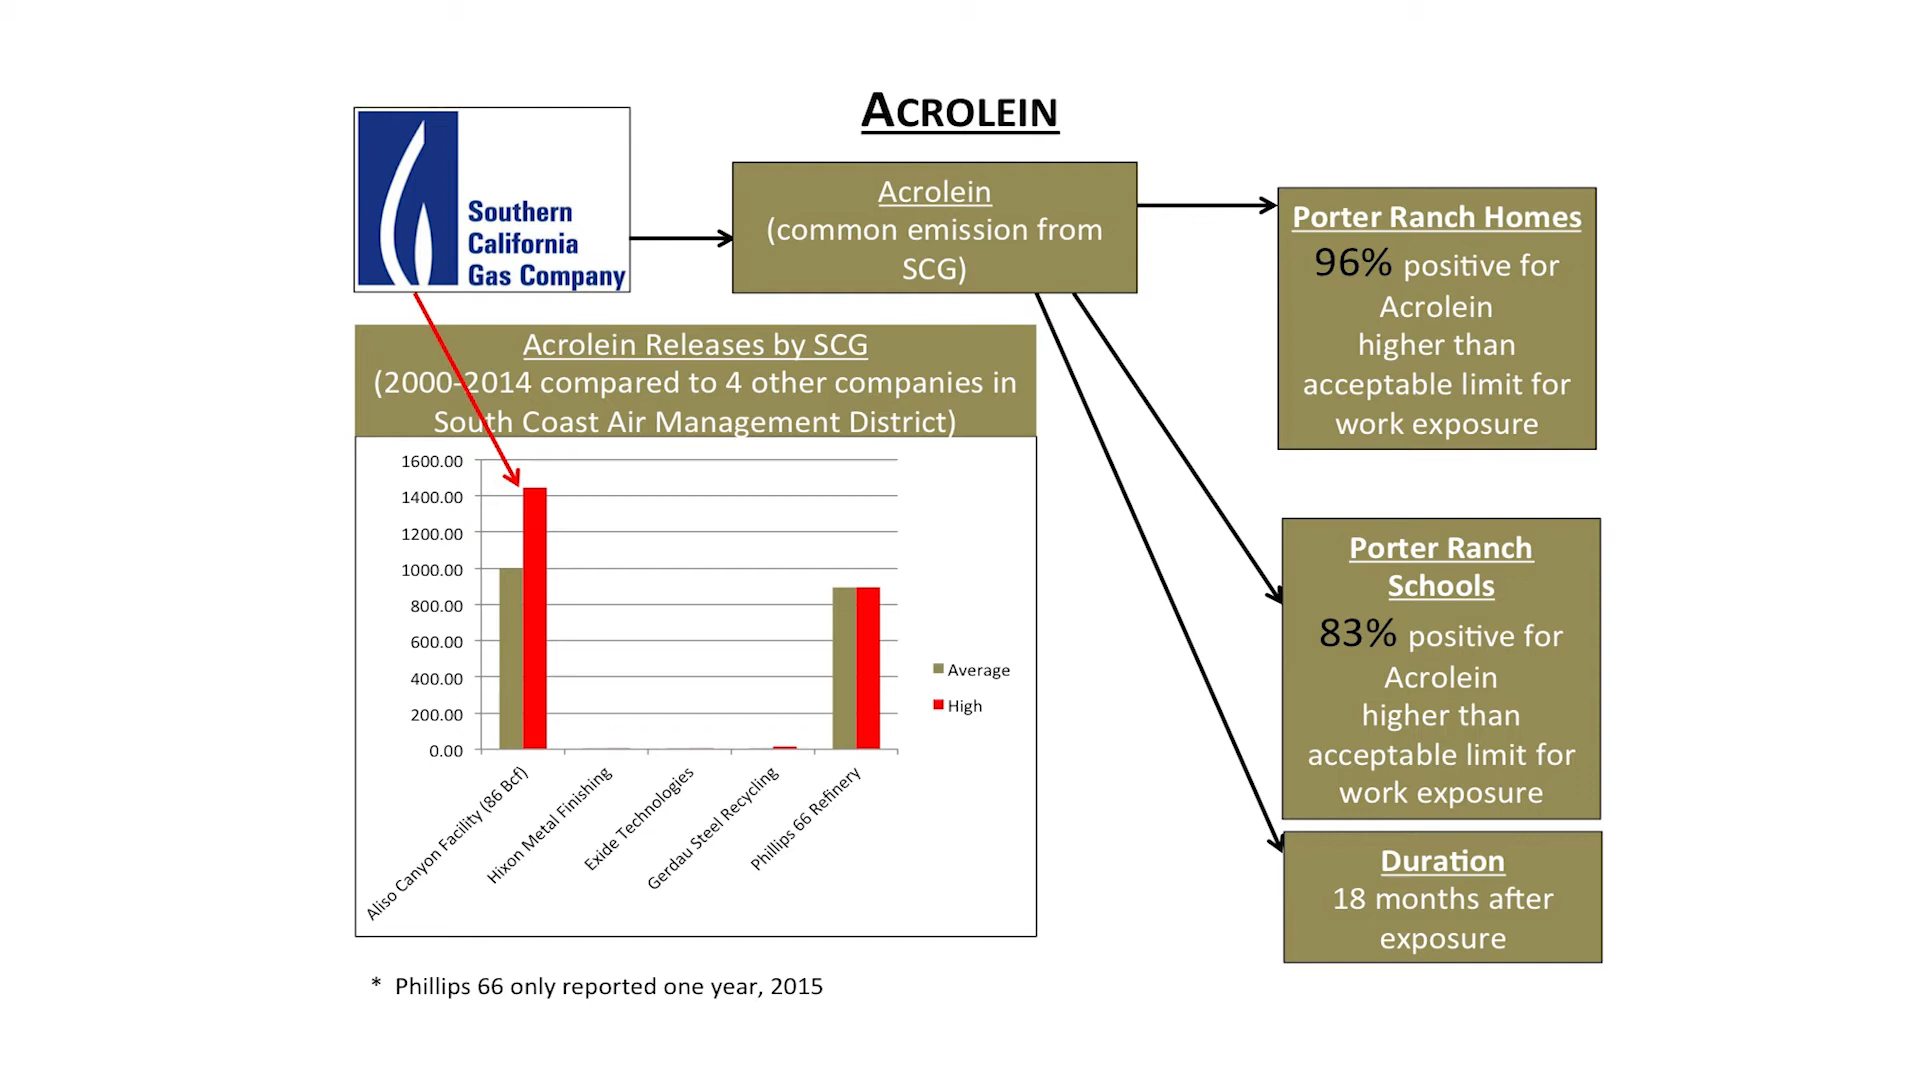 ACROLEIN
Southern
California
Gas Company
Acrolein
(common emission from
SCG)
Porter Ranch Homes
96% positive for
Acrolein
higher than
acceptable limit for
work exposure
Acrolein Releases by SCG
(2000-2014 compared to 4 other companies in
South Coast Air Management District)
1600.00
1400.00
1200.00
1000.00
800.00
600.00
400.00
200.00
0.00
Average
High
Aliso Canyon Facility (86 Bcf)
Hixon Metal Finishing
Exide Technologies
Gerdau Steel Recycling
Phillips 66 Refinery
Porter Ranch
Schools
83% positive for
Acrolein
higher than
acceptable limit for
work exposure
Duration
18 months after
exposure
* Phillips 66 only reported one year, 2015